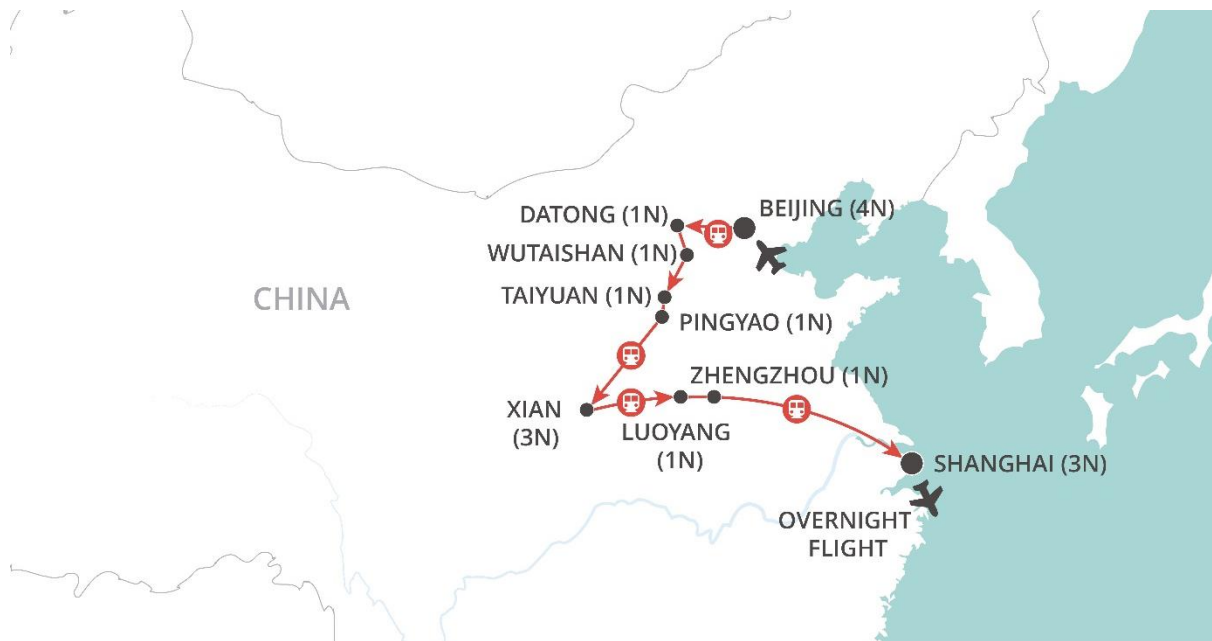 BEIJING (4N)
DATONG (1N)
WUTAISHAN (1N)
CHINA
TAIYUAN (1N)
PINGYAO (1N)
ZHENGZHOU (1N)
XIAN
(3N)
LUOYANG
(1N)
SHANGHAI (3N)
OVERNIGHT
FLIGHT